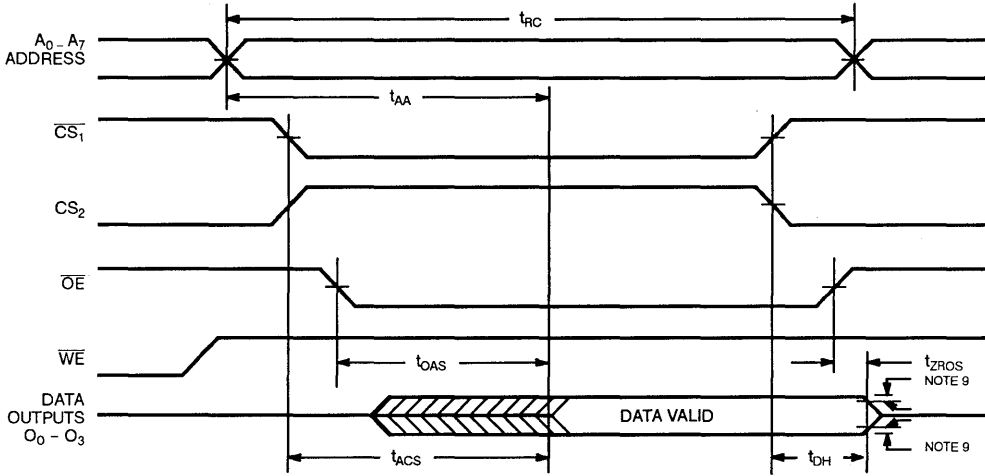 tRC
A0 – A7
ADDRESS
tAA
CS1
CS2
OE
WE
tOAS
tZROS
NOTE 9
DATA
OUTPUTS
O0 – O3
DATA VALID
NOTE 9
tACS
tDH